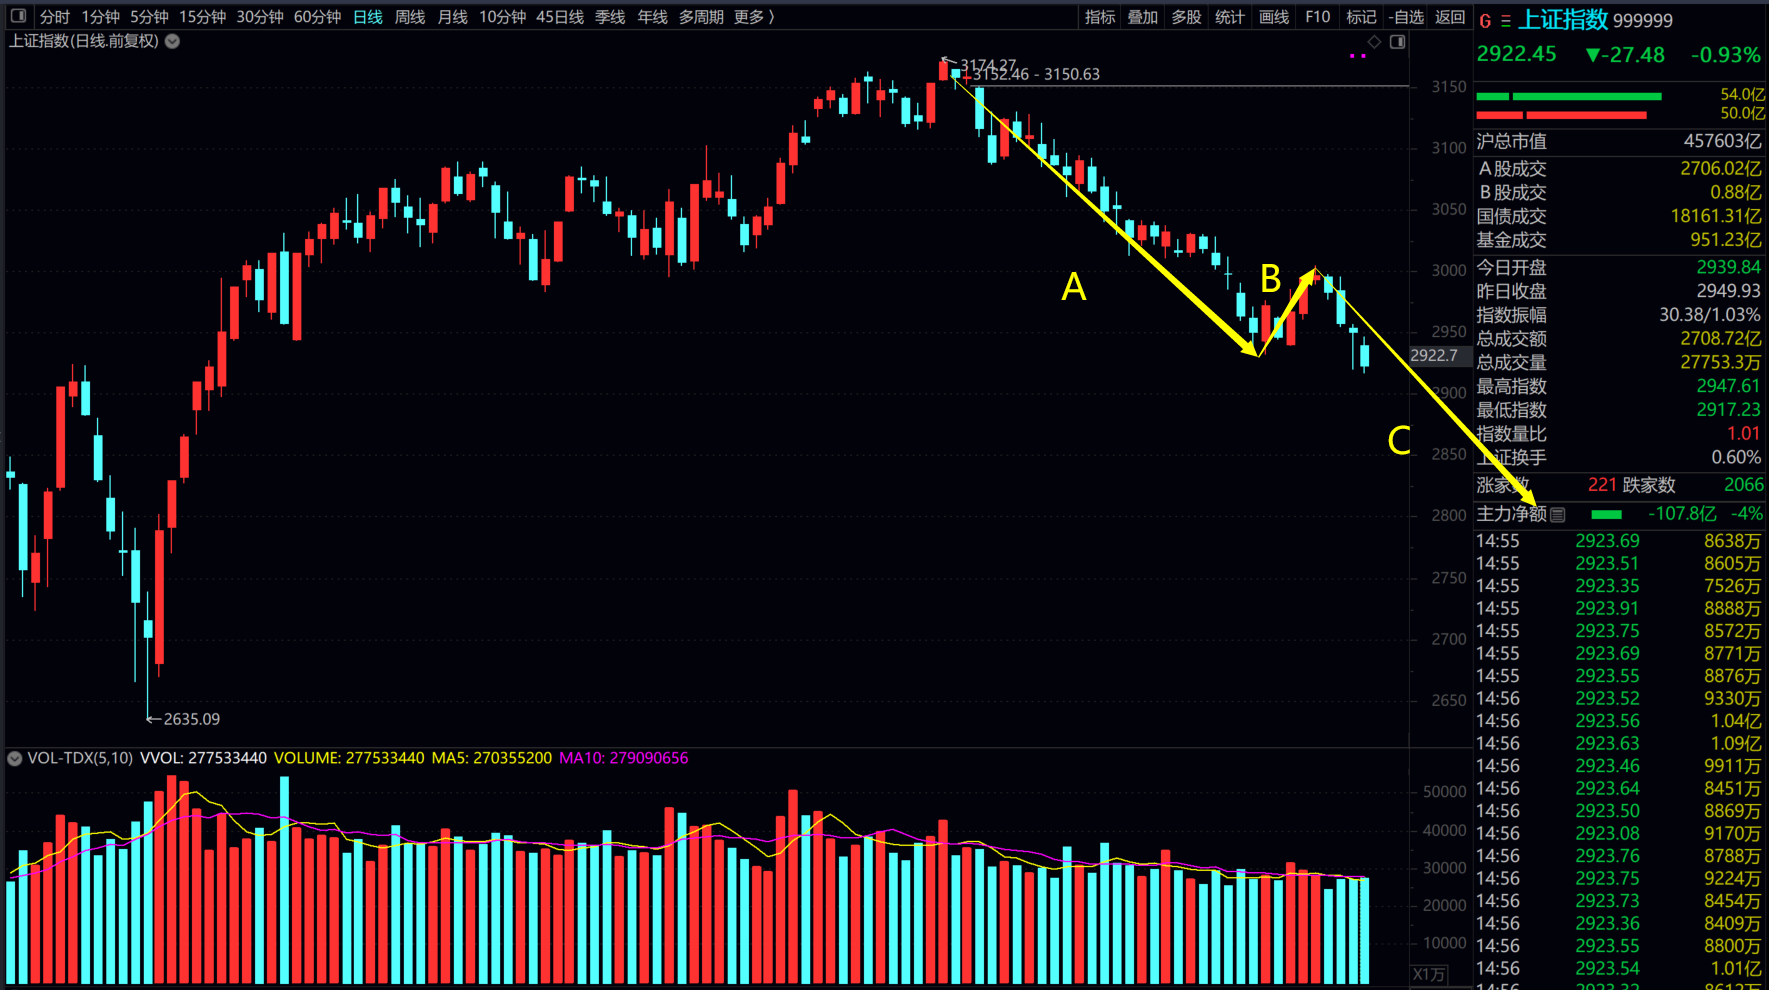 分时 1分钟 5分钟 15分钟 30分钟 60分钟 日线 周线 月线 10分钟 45日线 季线 年线 多周期 更多 〉 指标 叠加 多股 统计 画线 F10 标记 -自选 返回
上证指数(日线.前复权)
3174.27
3152.46 - 3150.63
A
B
C
2635.09
3150
3100
3050
3000
2950
2922.7
2900
2850
2800
2750
2700
2650
VOL-TDX(5,10) VVOL: 277533440 VOLUME: 277533440 MA5: 270355200 MA10: 279090656
50000
40000
30000
20000
10000
X1万
G 上证指数 999999
2922.45 ▼-27.48 -0.93%
54.0亿
50.0亿
沪总市值 457603亿
A股成交 2706.02亿
B股成交 0.88亿
国债成交 18161.31亿
基金成交 951.23亿
今日开盘 2939.84
昨日收盘 2949.93
指数振幅 30.38/1.03%
总成交额 2708.72亿
总成交量 27753.3万
最高指数 2947.61
最低指数 2917.23
指数量比 1.01
上证换手 0.60%
涨家数 221 跌家数 2066
主力净额 -107.8亿 -4%
14:55 2923.69 8638万
14:55 2923.51 8605万
14:55 2923.35 7526万
14:55 2923.91 8888万
14:55 2923.75 8572万
14:55 2923.69 8771万
14:55 2923.55 8876万
14:56 2923.52 9330万
14:56 2923.56 1.04亿
14:56 2923.63 1.09亿
14:56 2923.46 9911万
14:56 2923.64 8451万
14:56 2923.50 8869万
14:56 2923.08 9170万
14:56 2923.76 8788万
14:56 2923.75 9224万
14:56 2923.73 8454万
14:56 2923.36 8409万
14:56 2923.55 8800万
14:56 2923.54 1.01亿